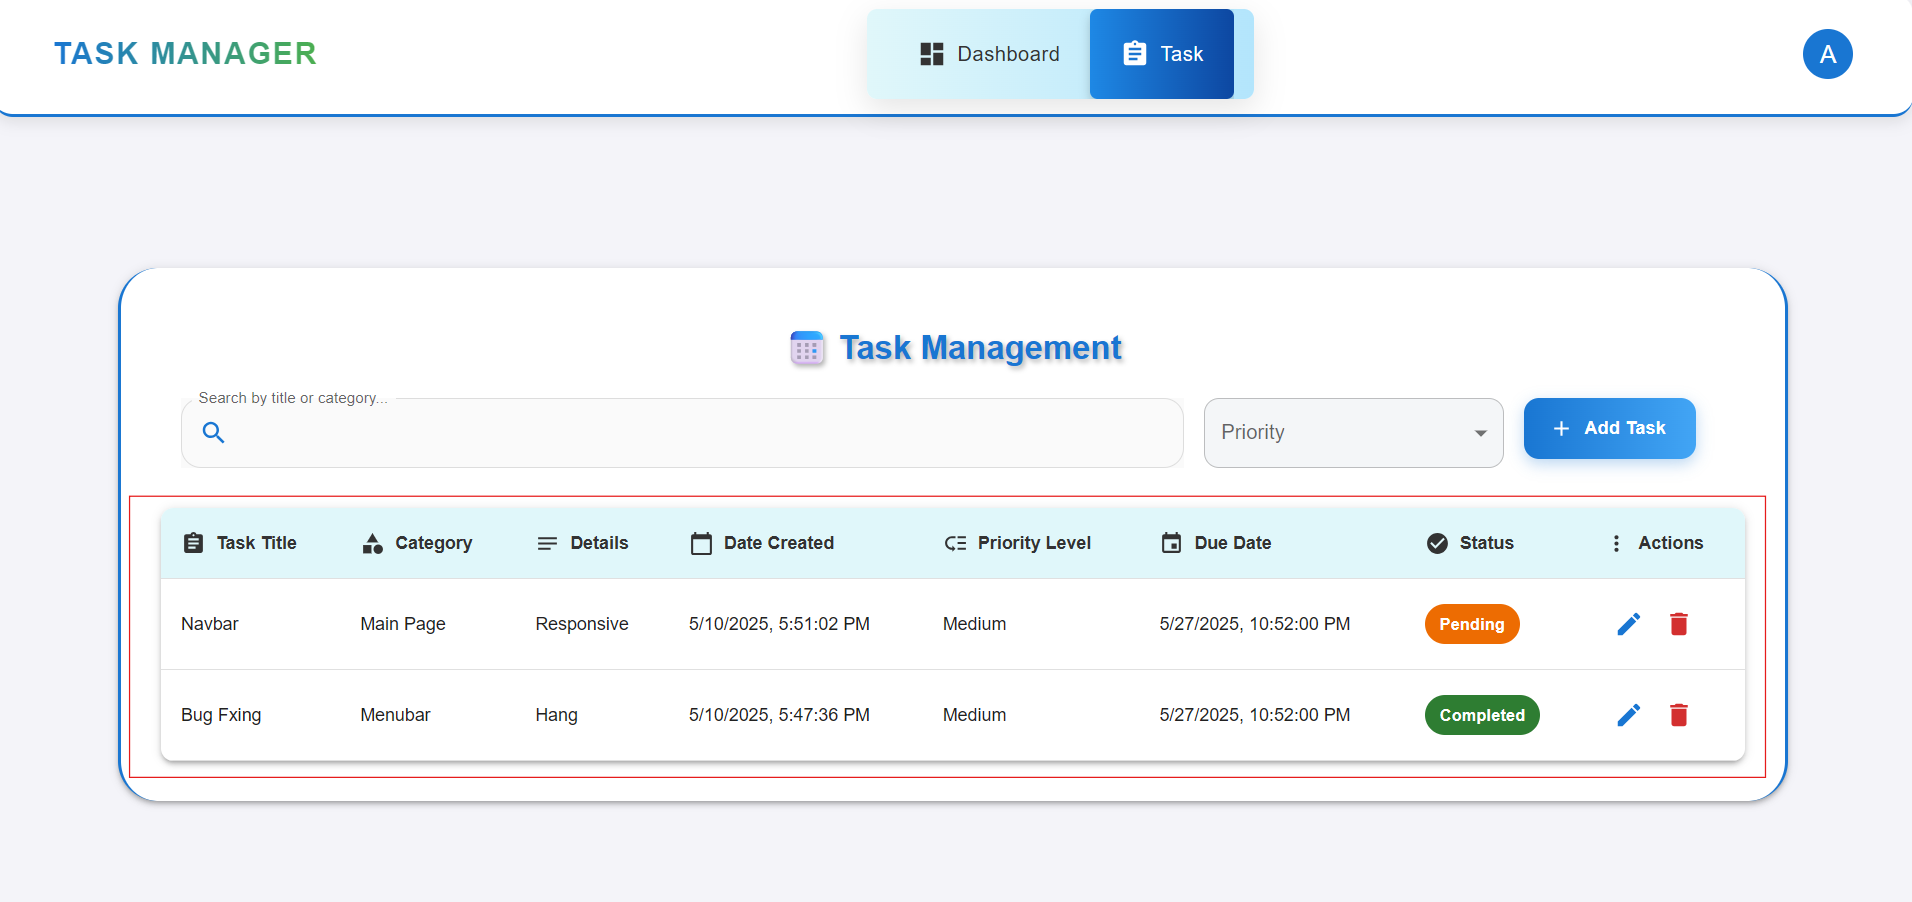 TASK MANAGER
Dashboard
Task
A
Task Management
Search by title or category...
Priority
Add Task
Task Title Category Details Date Created Priority Level Due Date Status Actions
Navbar Main Page Responsive 5/10/2025, 5:51:02 PM Medium 5/27/2025, 10:52:00 PM Pending
Bug Fxing Menubar Hang 5/10/2025, 5:47:36 PM Medium 5/27/2025, 10:52:00 PM Completed